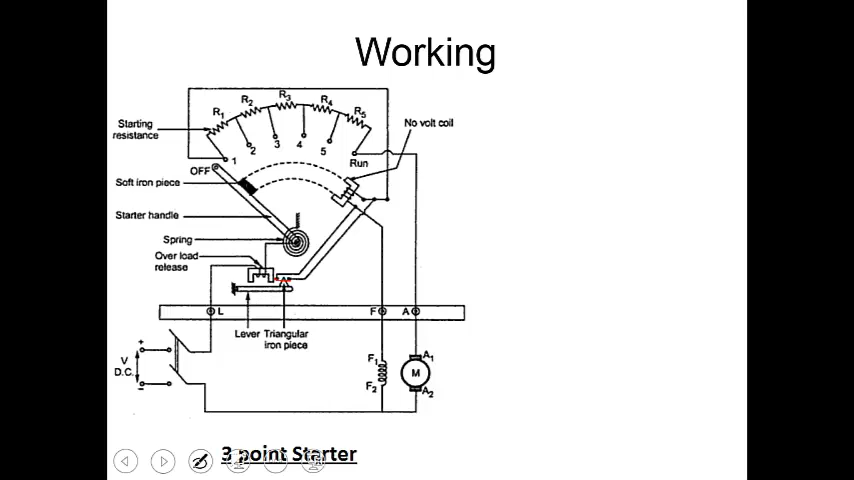 Working
R1
R2
R3
R4
R5
Starting
resistance
No volt coil
1
2
3
4
5
Run
OFF
Soft iron piece
Starter handle
Spring
Over load
release
L
F
A
Lever Triangular
iron piece
+
V
D.C.
–
F1
F2
A1
M
A2
3 point Starter